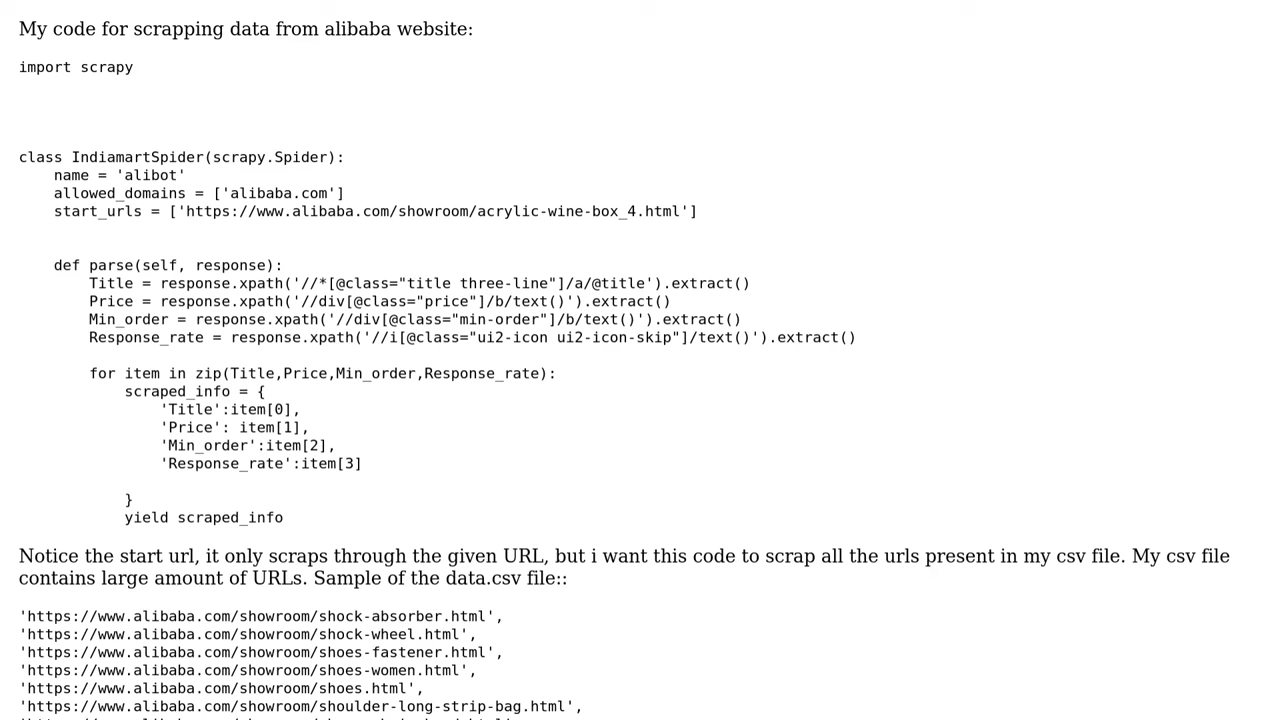 My code for scrapping data from alibaba website:
import scrapy
class IndiamartSpider(scrapy.Spider):
    name = 'alibot'
    allowed_domains = ['alibaba.com']
    start_urls = ['https://www.alibaba.com/showroom/acrylic-wine-box_4.html']
    def parse(self, response):
        Title = response.xpath('//*[@class="title three-line"]/a/@title').extract()
        Price = response.xpath('//div[@class="price"]/b/text()').extract()
        Min_order = response.xpath('//div[@class="min-order"]/b/text()').extract()
        Response_rate = response.xpath('//i[@class="ui2-icon ui2-icon-skip"]/text()').extract()
        for item in zip(Title,Price,Min_order,Response_rate):
            scraped_info = {
                'Title':item[0],
                'Price': item[1],
                'Min_order':item[2],
                'Response_rate':item[3]
            }
            yield scraped_info
Notice the start url, it only scraps through the given URL, but i want this code to scrap all the urls present in my csv file. My csv file
contains large amount of URLs. Sample of the data.csv file::
'https://www.alibaba.com/showroom/shock-absorber.html',
'https://www.alibaba.com/showroom/shock-wheel.html',
'https://www.alibaba.com/showroom/shoes-fastener.html',
'https://www.alibaba.com/showroom/shoes-women.html',
'https://www.alibaba.com/showroom/shoes.html',
'https://www.alibaba.com/showroom/shoulder-long-strip-bag.html',